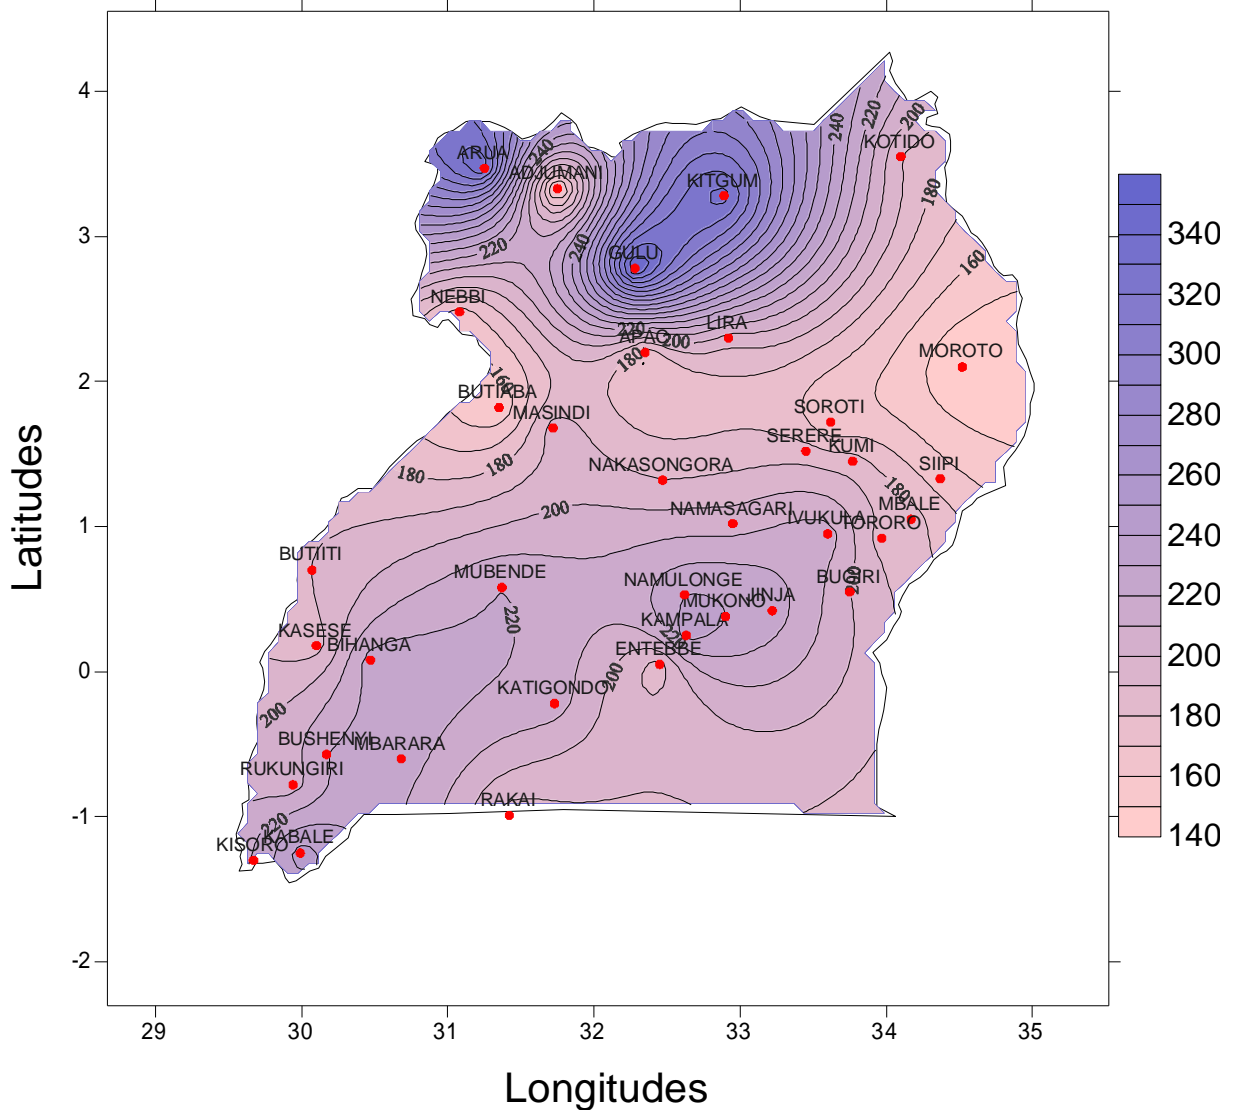 4
3
2
1
0
-1
-2
Latitudes
29
30
31
32
33
34
35
Longitudes
340
320
300
280
260
240
220
200
180
160
140
240
220
200
KOTIDO
180
ARUA
240
ADJUMANI
KITGUM
220
240
GULU
160
NEBBI
220
APAC
200
LIRA
180
MOROTO
160
BUTIABA
MASINDI
SOROTI
SERERE
KUMI
180
180
NAKASONGORA
SIIPI
180
MBALE
200
NAMASAGARI
IVUKULA
TORORO
BUTIITI
MUBENDE
NAMULONGE
BUGIRI
200
MUKONO
JINJA
220
KASESE
BIHANGA
KAMPALA
220
ENTEBBE
200
KATIGONDO
200
BUSHENYI
MBARARA
RUKUNGIRI
RAKAI
220
KISORO
KABALE